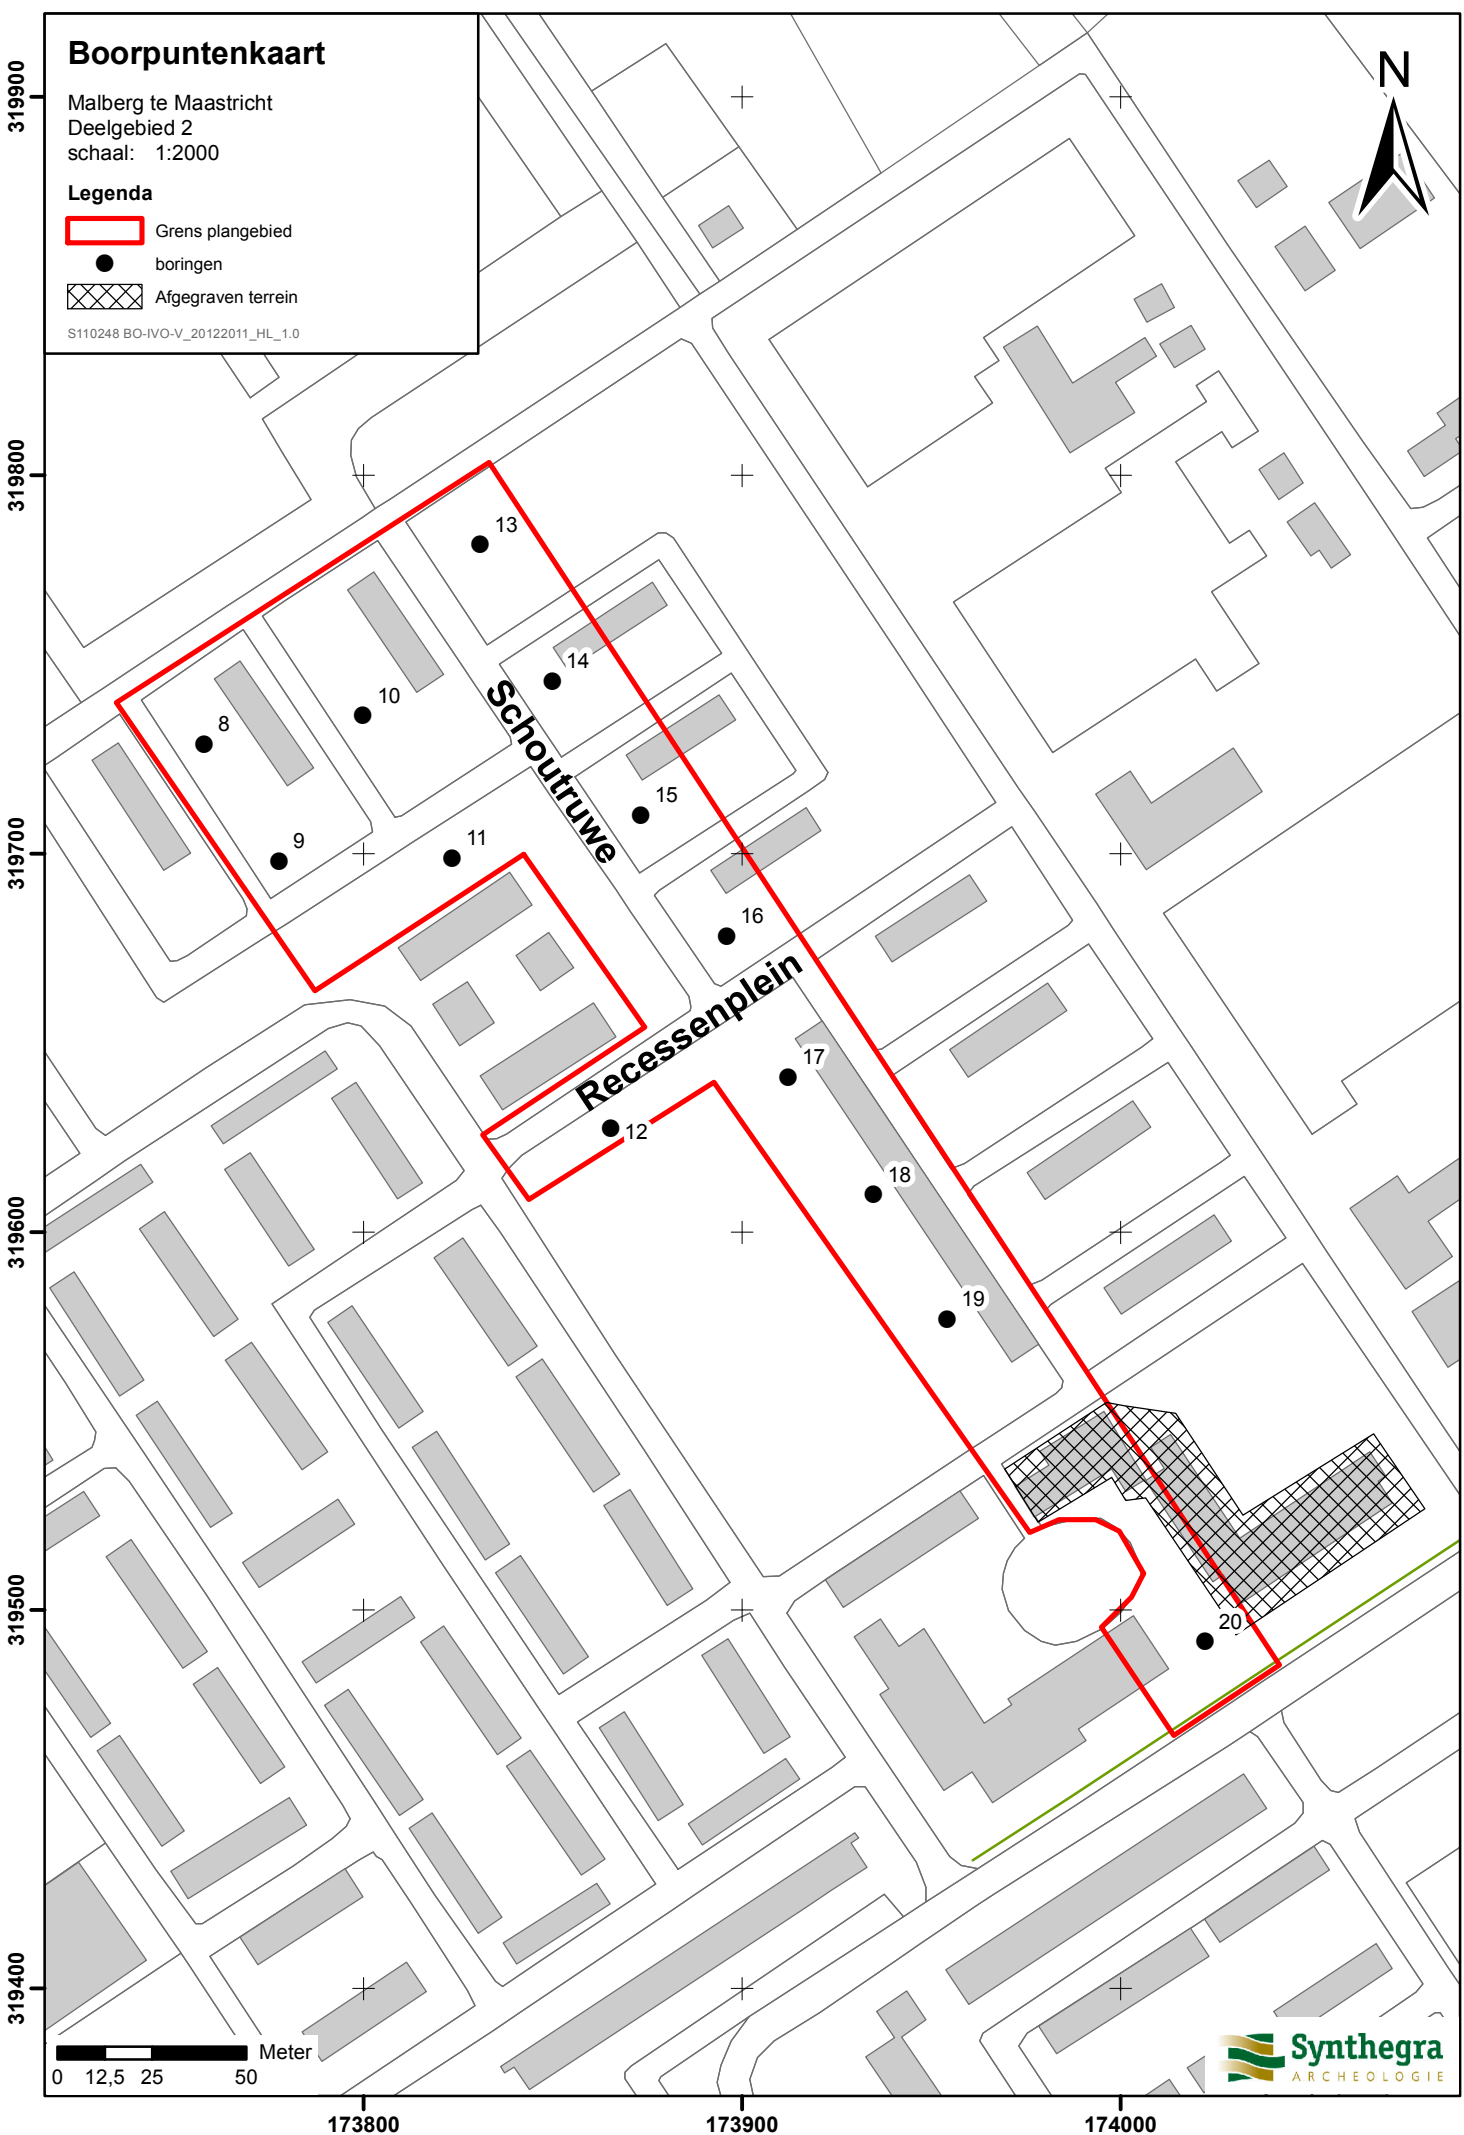 Boorpuntenkaart
Malberg te Maastricht
Deelgebied 2
schaal: 1:2000
Legenda
Grens plangebied
boringen
Afgegraven terrein
S110248 BO-IVO-V_20122011_HL_1.0
N
319900
319800
319700
319600
319500
319400
13
14
10
8
Schoutruwe
15
11
9
16
Recessenplein
17
12
18
19
20
Meter
0 12,5 25 50
Synthegra
ARCHEOLOGIE
173800 173900 174000